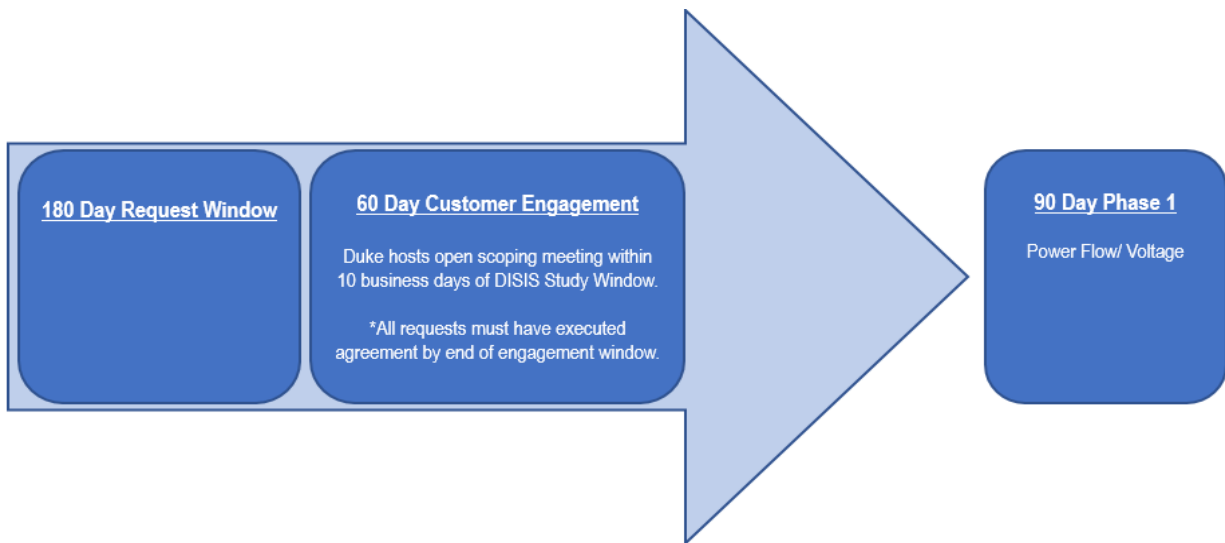 180 Day Request Window
60 Day Customer Engagement
Duke hosts open scoping meeting within
10 business days of DISIS Study Window.
*All requests must have executed
agreement by end of engagement window.
90 Day Phase 1
Power Flow/ Voltage